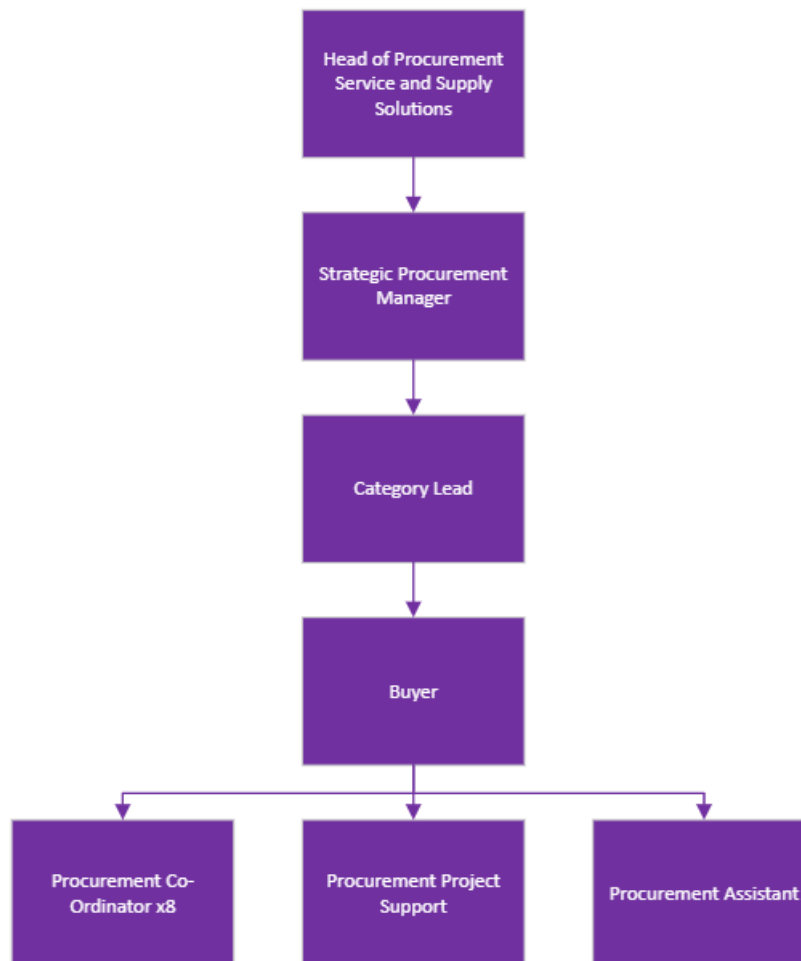 Head of Procurement
Service and Supply
Solutions
Strategic Procurement
Manager
Category Lead
Buyer
Procurement Co-
Ordinator x8
Procurement Project
Support
Procurement Assistant